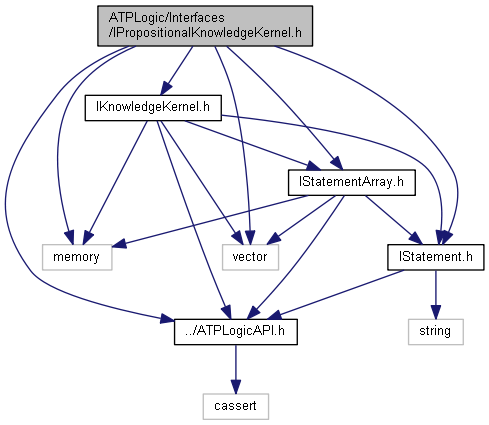 ATPLogic/Interfaces
/IPropositionalKnowledgeKernel.h
IKnowledgeKernel.h
IStatementArray.h
memory
vector
IStatement.h
../ATPLogicAPI.h
string
cassert